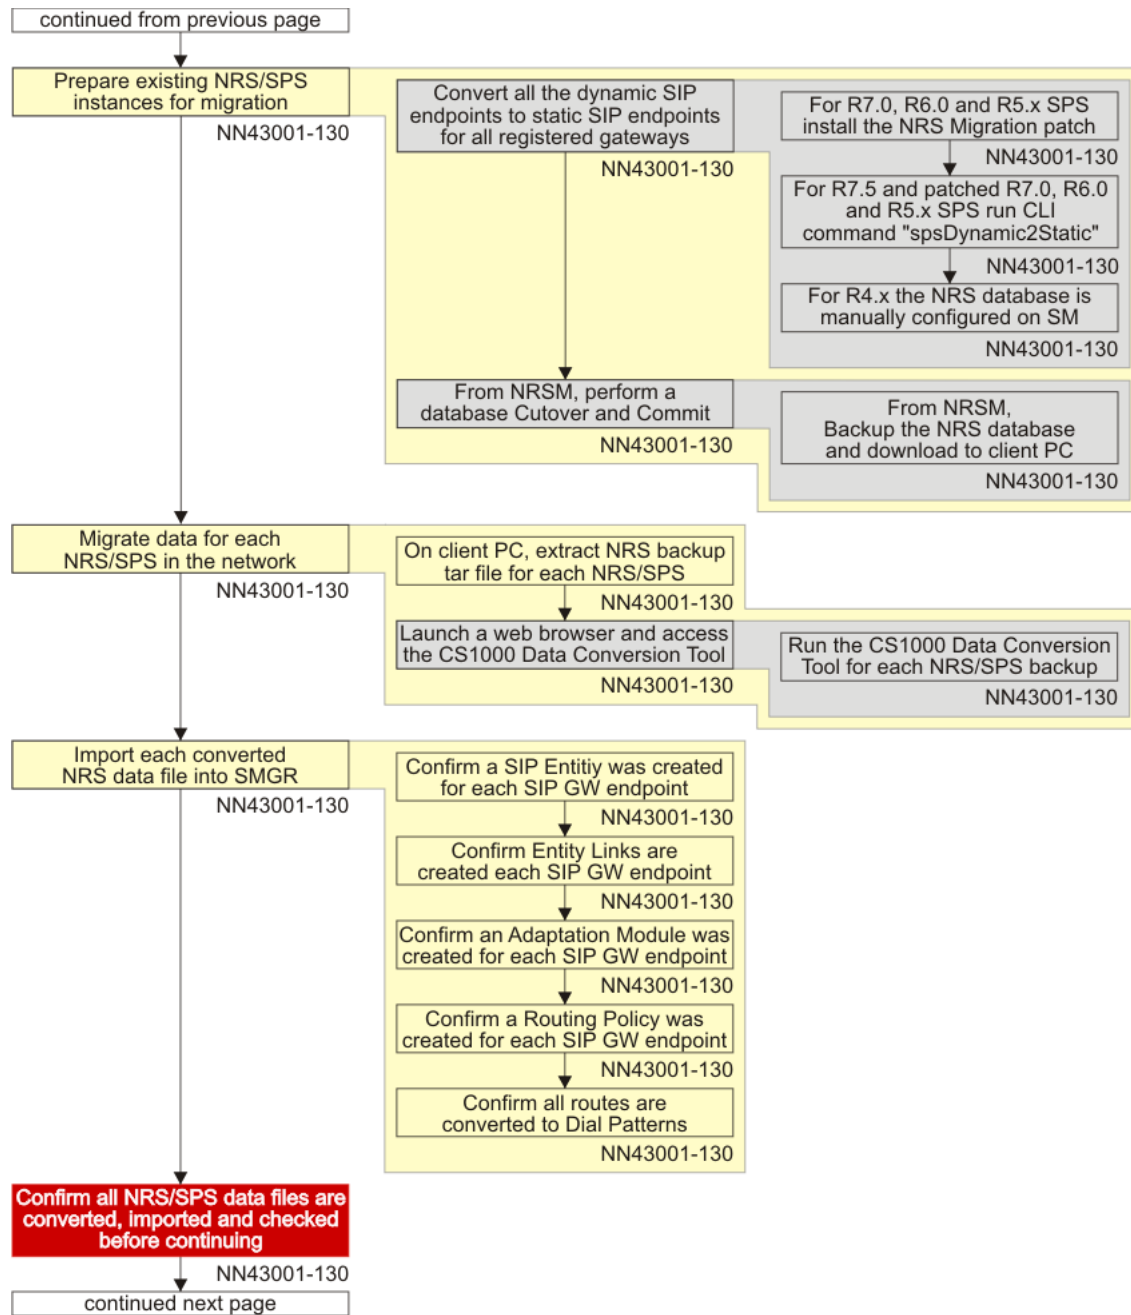 continued from previous page
Prepare existing NRS/SPS
instances for migration
NN43001-130
Convert all the dynamic SIP
endpoints to static SIP endpoints
for all registered gateways
NN43001-130
For R7.0, R6.0 and R5.x SPS
install the NRS Migration patch
NN43001-130
For R7.5 and patched R7.0, R6.0
and R5.x SPS run CLI
command "spsDynamic2Static"
NN43001-130
For R4.x the NRS database is
manually configured on SM
NN43001-130
From NRSM, perform a
database Cutover and Commit
NN43001-130
From NRSM,
Backup the NRS database
and download to client PC
NN43001-130
Migrate data for each
NRS/SPS in the network
NN43001-130
On client PC, extract NRS backup
tar file for each NRS/SPS
NN43001-130
Launch a web browser and access
the CS1000 Data Conversion Tool
NN43001-130
Run the CS1000 Data Conversion
Tool for each NRS/SPS backup
NN43001-130
Import each converted
NRS data file into SMGR
NN43001-130
Confirm a SIP Entitiy was created
for each SIP GW endpoint
NN43001-130
Confirm Entity Links are
created each SIP GW endpoint
NN43001-130
Confirm an Adaptation Module was
created for each SIP GW endpoint
NN43001-130
Confirm a Routing Policy was
created for each SIP GW endpoint
NN43001-130
Confirm all routes are
converted to Dial Patterns
NN43001-130
Confirm all NRS/SPS data files are
converted, imported and checked
before continuing
NN43001-130
continued next page